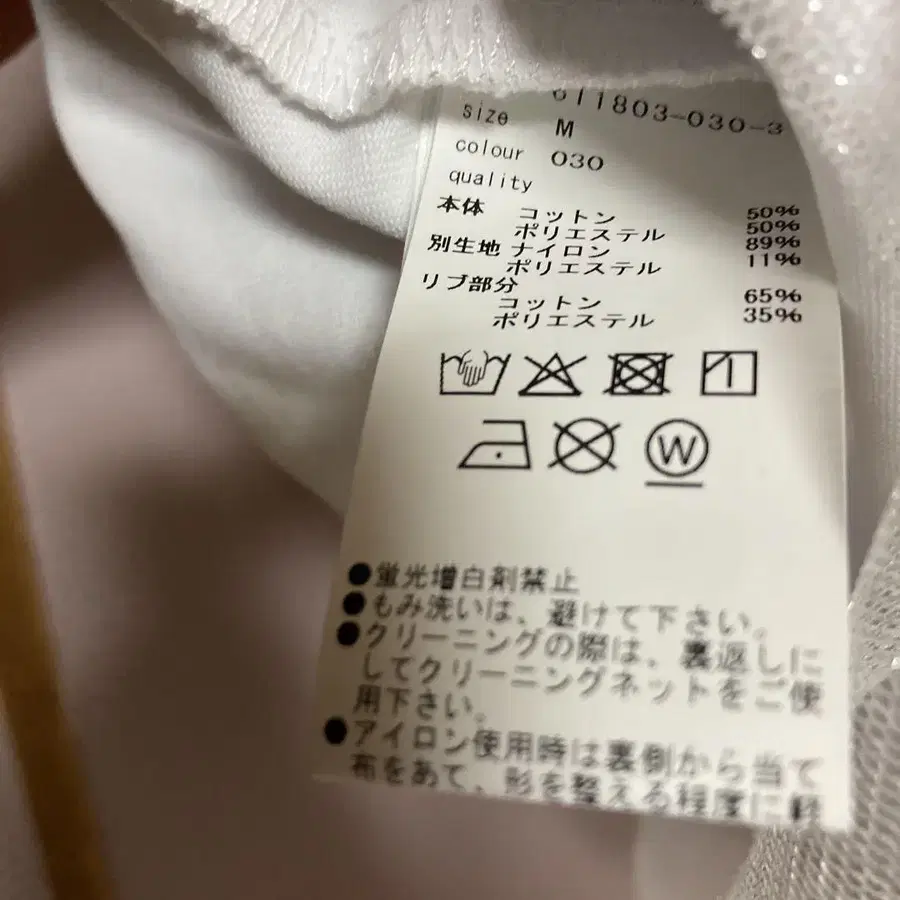 611803-030-3
size M
colour 030
quality
本体 コットン 50%
ポリエステル 50%
別生地 ナイロン 89%
ポリエステル 11%
リブ部分
コットン 65%
ポリエステル 35%
W
●蛍光増白剤禁止
●もみ洗いは、避けて下さい。
●クリーニングの際は、裏返しに
してクリーニングネットをご使
用下さい。
●アイロン使用時は裏側から当て
布をあて、形を整える程度に軽